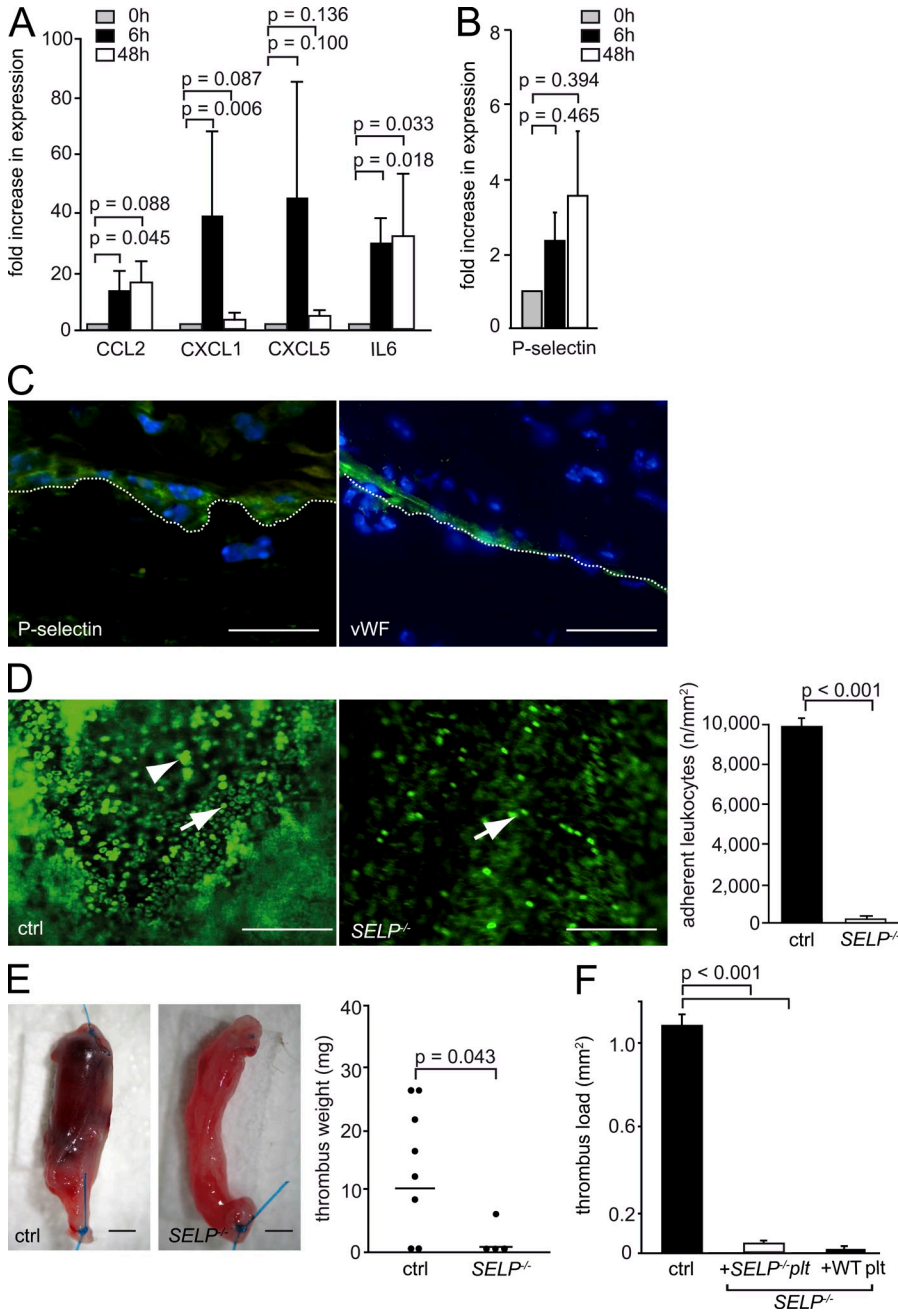 A
0h
6h
48h
fold increase in expression
100
80
60
40
20
0
p = 0.088
p = 0.045
p = 0.087
p = 0.006
p = 0.136
p = 0.100
p = 0.033
p = 0.018
CCL2 CXCL1 CXCL5 IL6
B
0h
6h
48h
fold increase in expression
8
6
4
2
0
p = 0.394
p = 0.465
P-selectin
C
P-selectin
vWF
D
ctrl
SELP-/-
adherent leukocytes (n/mm²)
p < 0.001
10,000
8,000
6,000
4,000
2,000
0
ctrl SELP-/-
E
ctrl
SELP-/-
thrombus weight (mg)
40
30
20
10
0
p = 0.043
ctrl SELP-/-
F
p < 0.001
thrombus load (mm²)
1.0
0.6
0.2
0
ctrl +SELP-/-plt +WT plt
SELP-/-